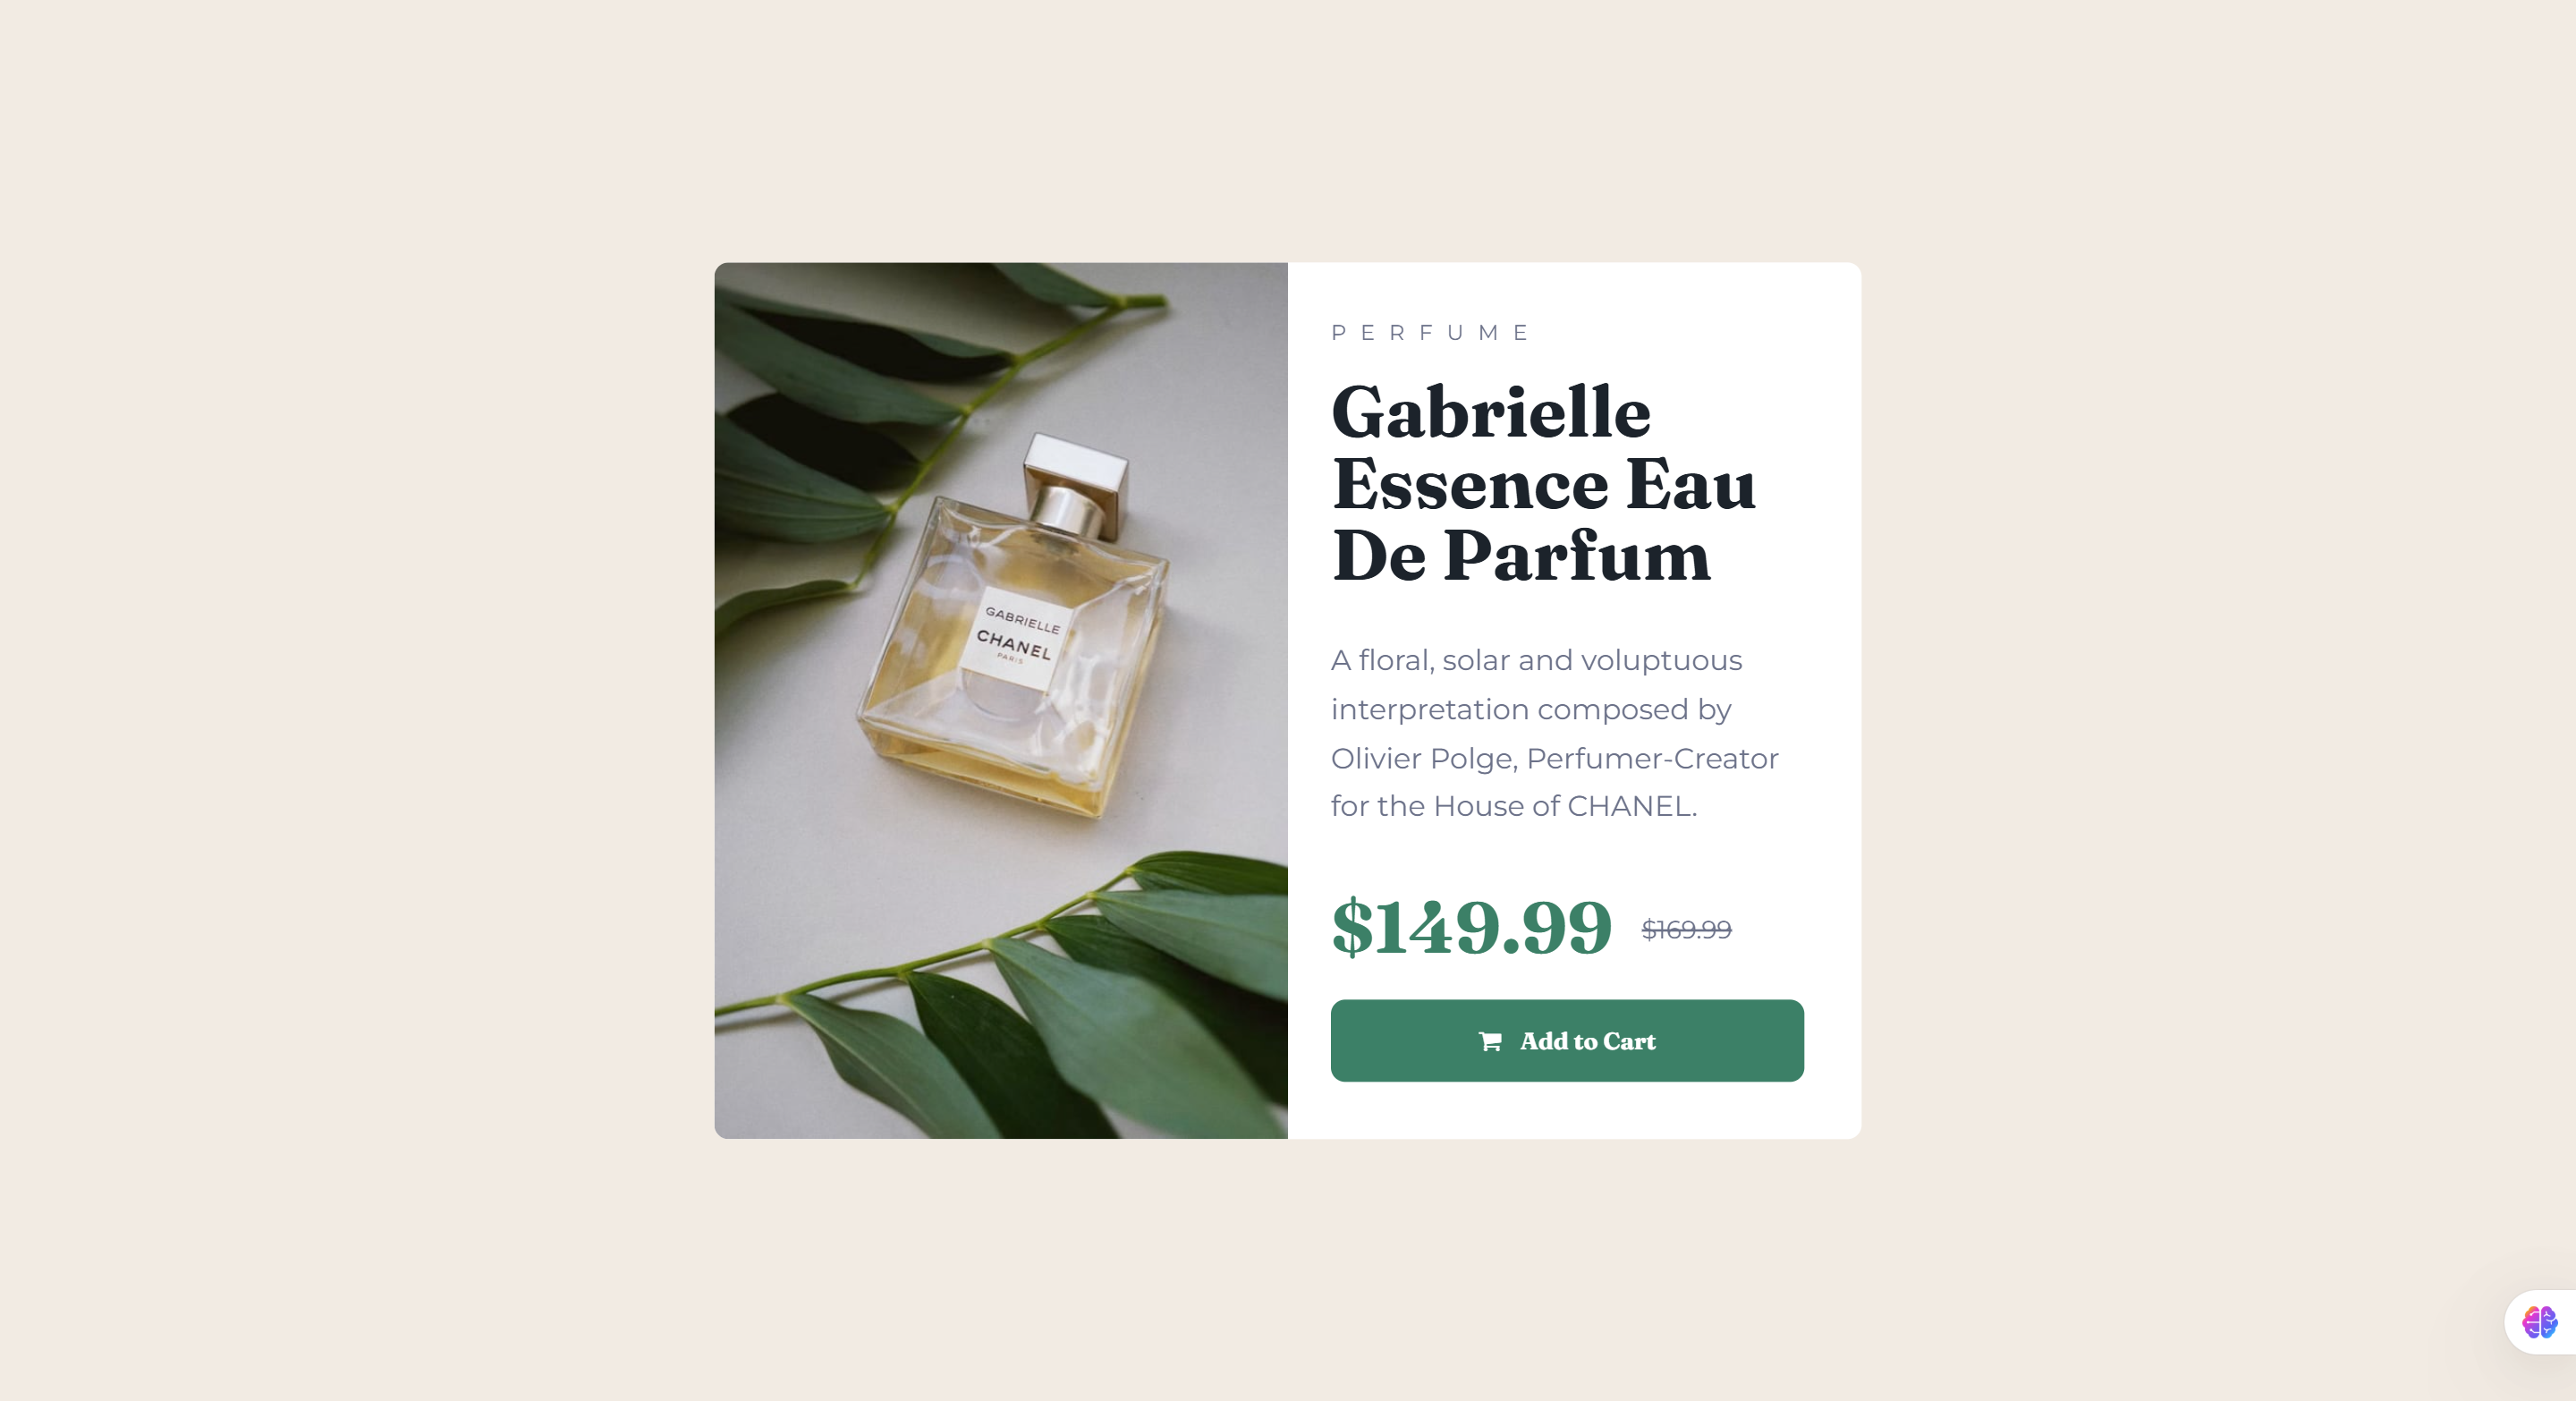 GABRIELLE
CHANEL
PARIS
PERFUME
Gabrielle
Essence Eau
De Parfum
A floral, solar and voluptuous
interpretation composed by
Olivier Polge, Perfumer-Creator
for the House of CHANEL.
$149.99 $169.99
Add to Cart